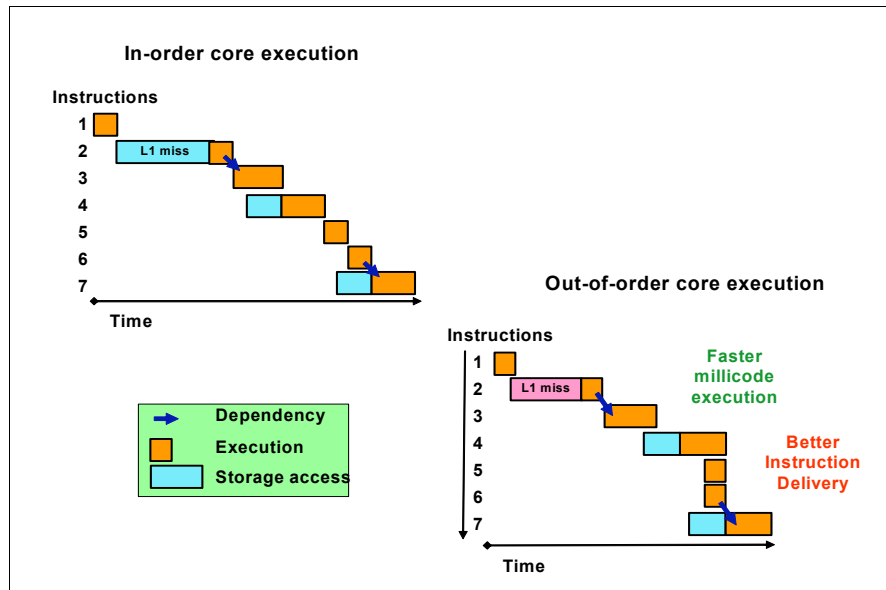 In-order core execution
Instructions
1
2
L1 miss
3
4
5
6
7
Time
Out-of-order core execution
Instructions
1
2
L1 miss
3
4
5
6
7
Time
Faster
millicode
execution
Better
Instruction
Delivery
Dependency
Execution
Storage access